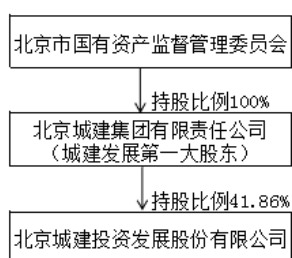 北京市国有资产监督管理委员会
持股比例100%
北京城建集团有限责任公司
（城建发展第一大股东）
持股比例41.86%
北京城建投资发展股份有限公司